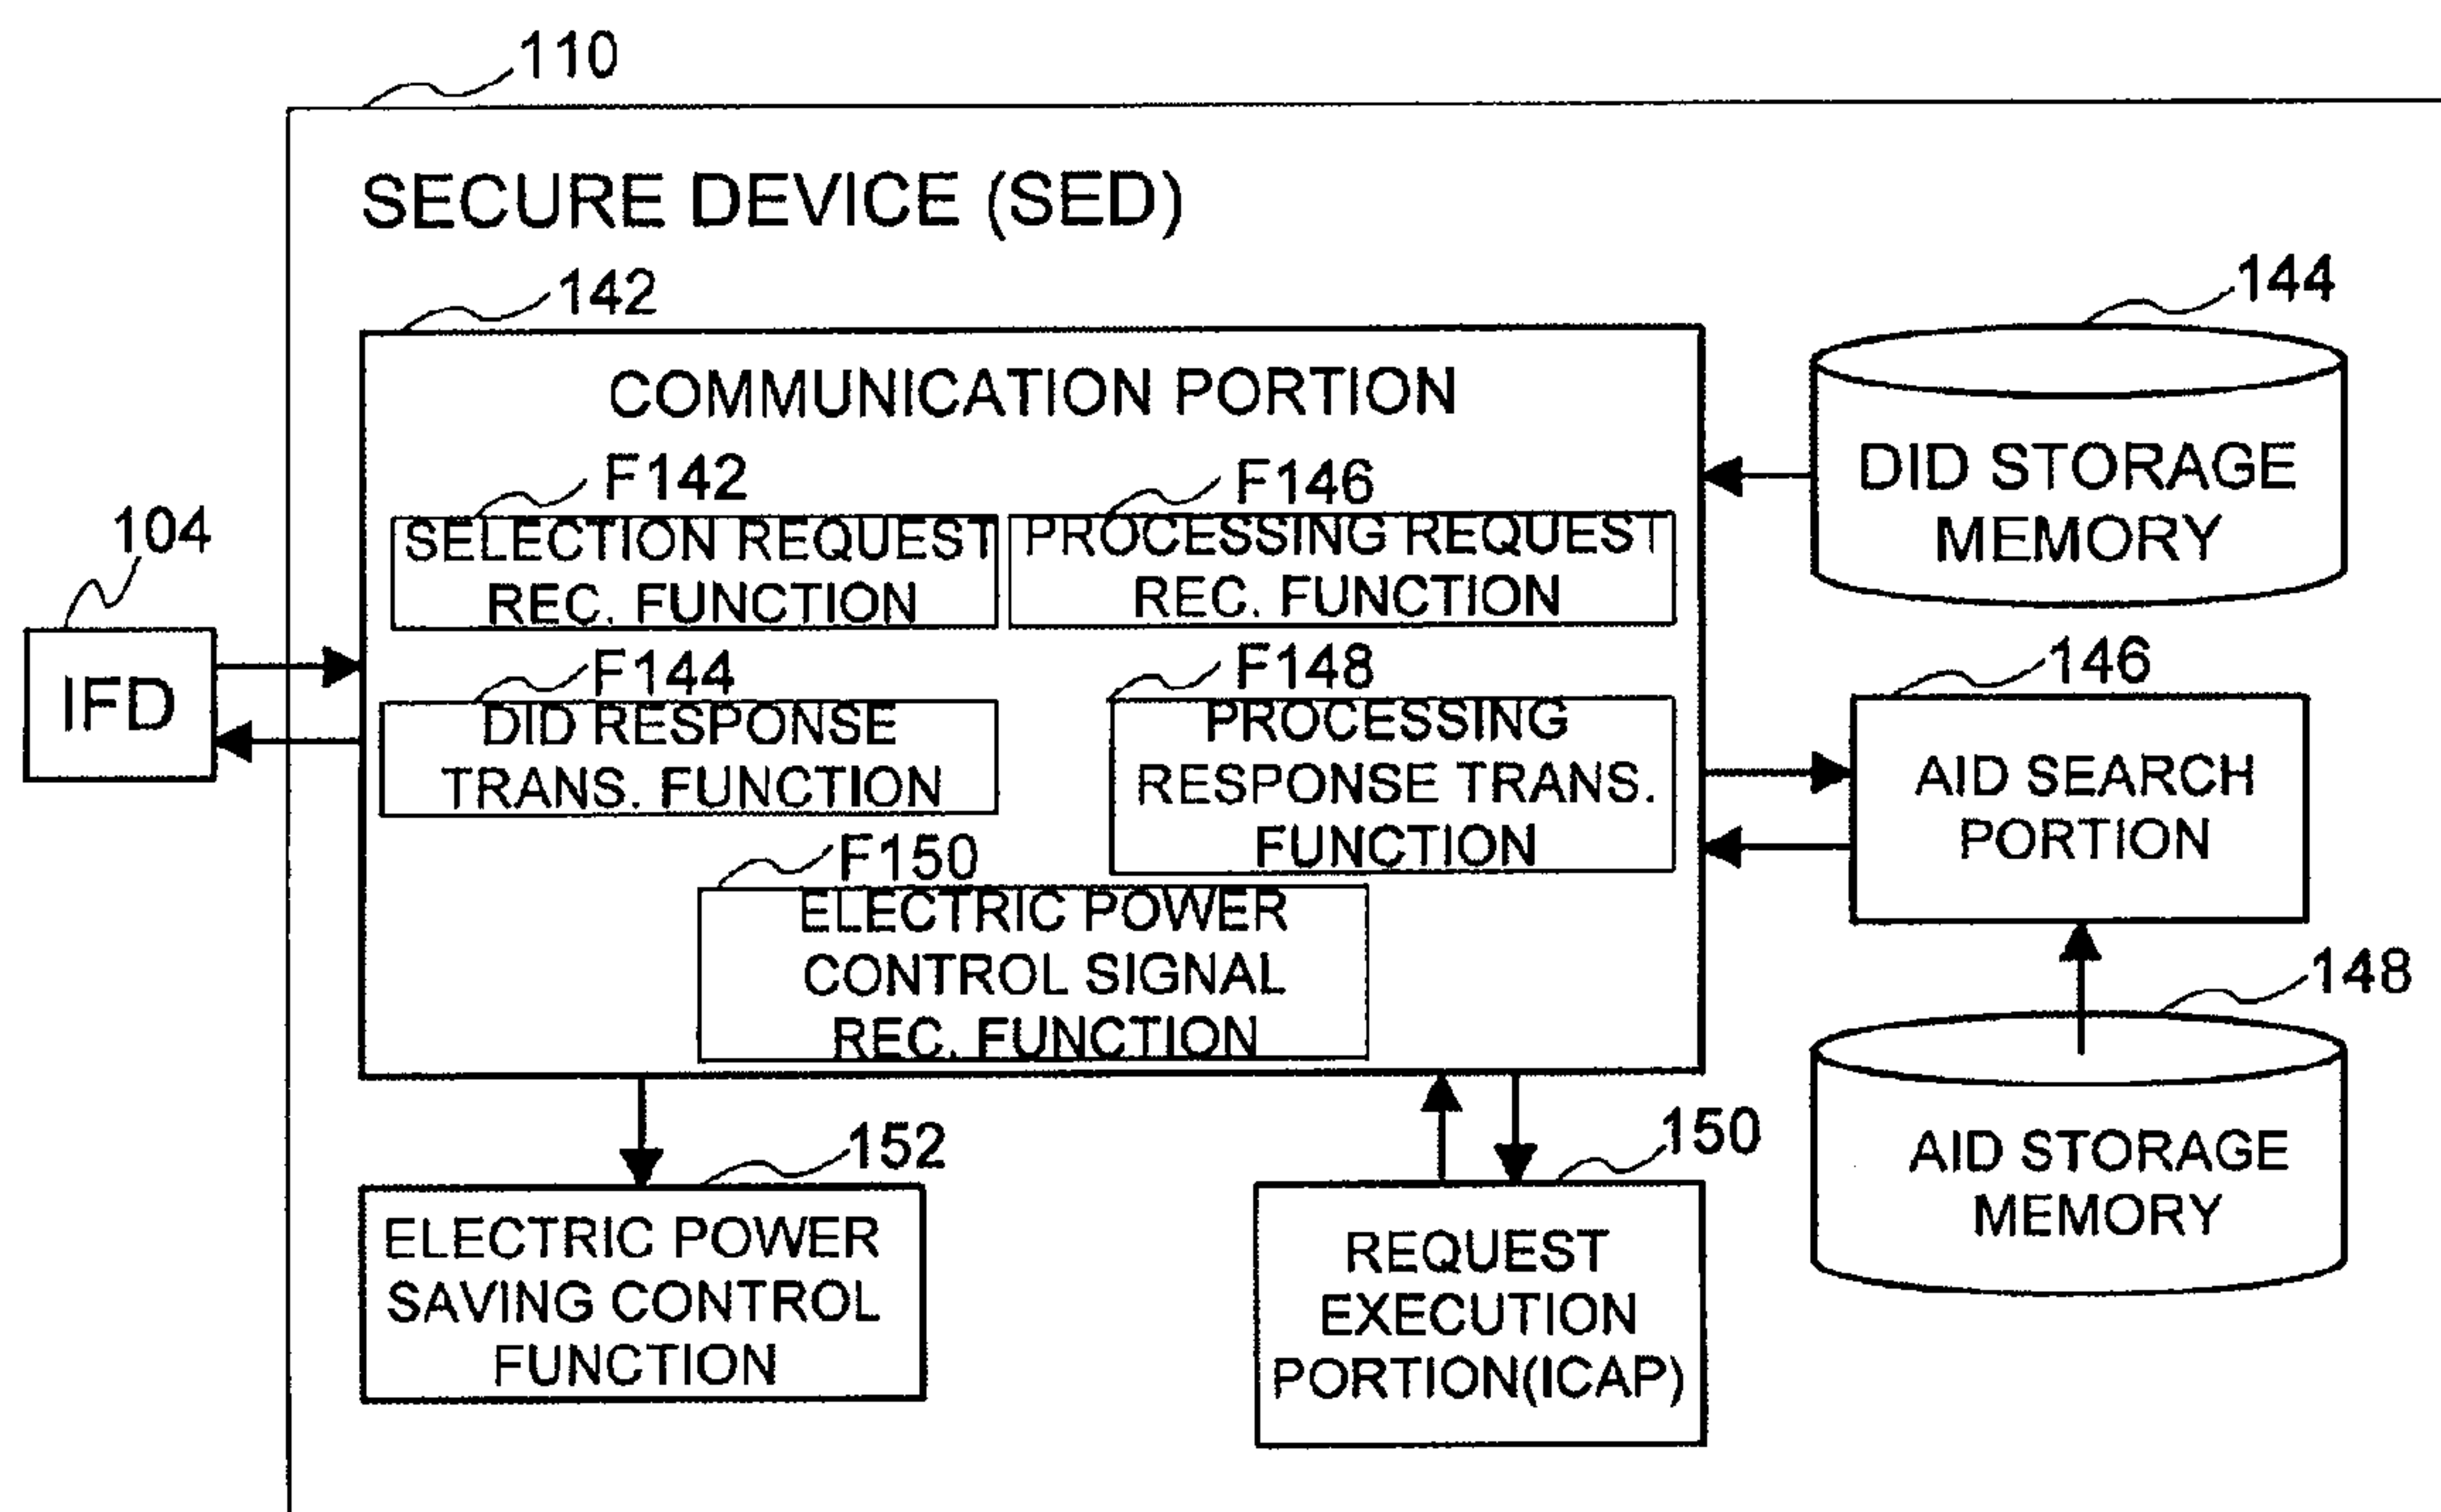 110
SECURE DEVICE (SED)
142
144
COMMUNICATION PORTION
DID STORAGE
MEMORY
F142
F146
SELECTION REQUEST
REC. FUNCTION
PROCESSING REQUEST
REC. FUNCTION
104
IFD
F144
F148
146
DID RESPONSE
TRANS. FUNCTION
PROCESSING
RESPONSE TRANS.
FUNCTION
AID SEARCH
PORTION
F150
ELECTRIC POWER
CONTROL SIGNAL
REC. FUNCTION
148
AID STORAGE
MEMORY
152
150
ELECTRIC POWER
SAVING CONTROL
FUNCTION
REQUEST
EXECUTION
PORTION(ICAP)